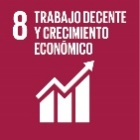 8 TRABAJO DECENTE
Y CRECIMIENTO
ECONÓMICO